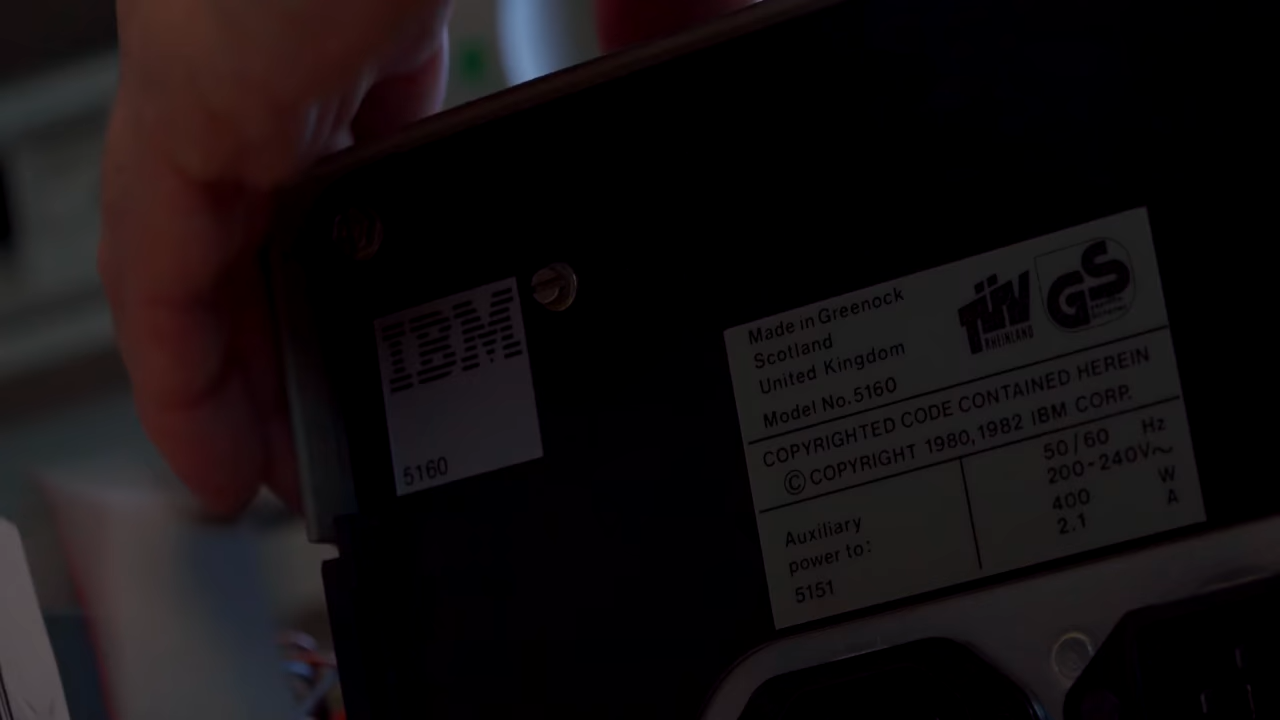 IBM
5160
Made in Greenock
Scotland
United Kingdom
Model No.5160
TÜV
RHEINLAND
GS
COPYRIGHTED CODE CONTAINED HEREIN
© COPYRIGHT 1980,1982 IBM CORP.
Auxiliary
power to:
5151
50/60 Hz
200-240V~
400 W
2.1 A